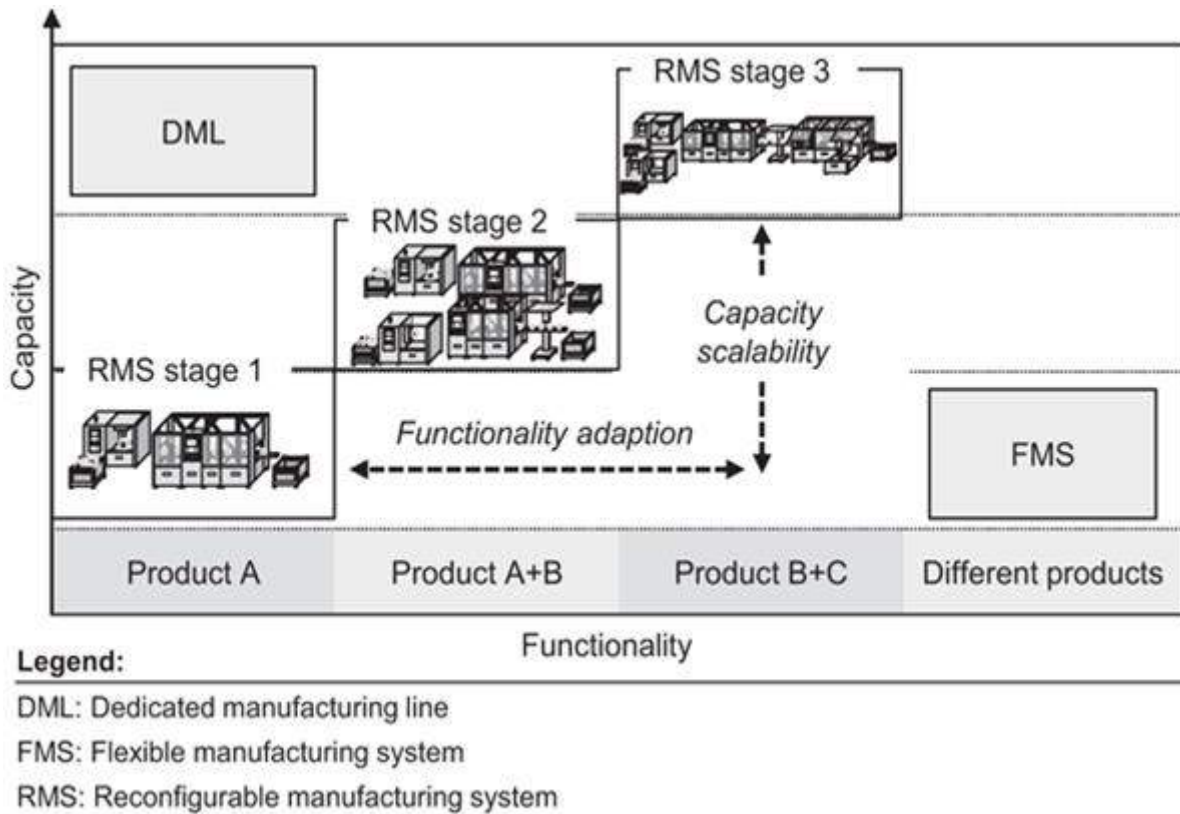 RMS stage 3
DML
RMS stage 2
Capacity
Capacity
scalability
RMS stage 1
Functionality adaption
FMS
Product A
Product A+B
Product B+C
Different products
Functionality
Legend:
DML: Dedicated manufacturing line
FMS: Flexible manufacturing system
RMS: Reconfigurable manufacturing system